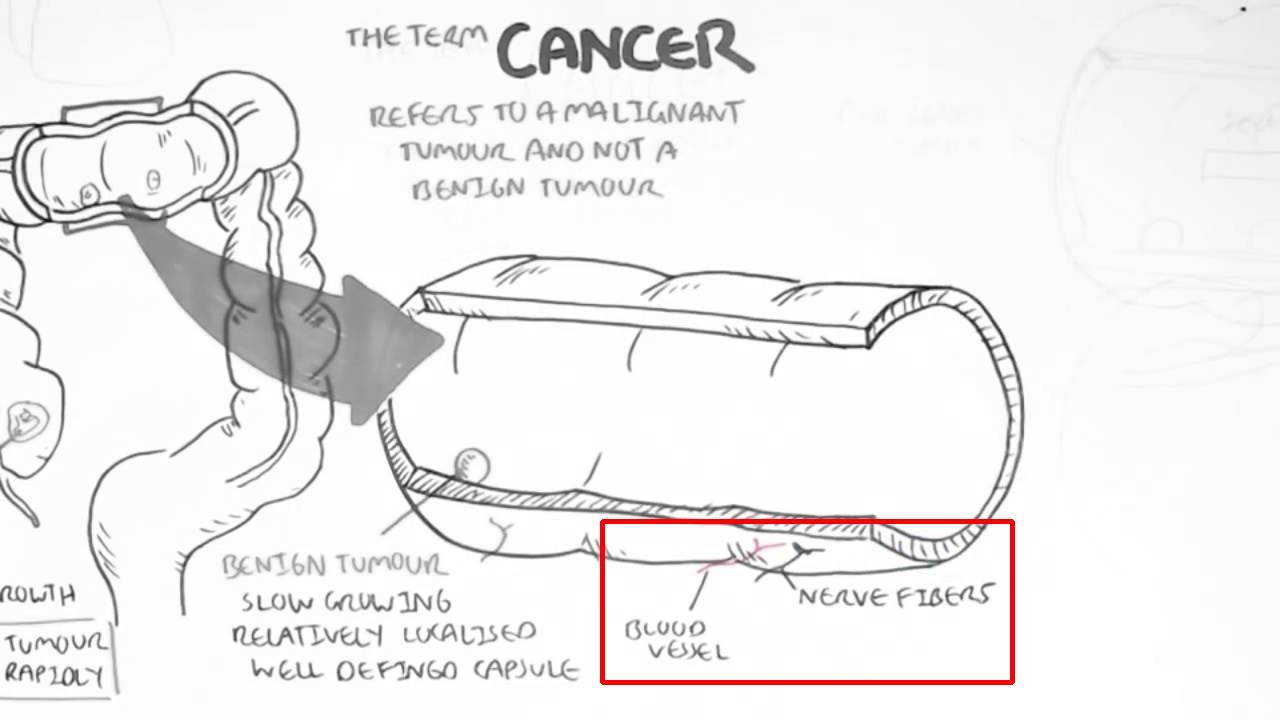 THE TERM CANCER
REFERS TO A MALIGNANT
TUMOUR AND NOT A
BENIGN TUMOUR
BENIGN TUMOUR
SLOW GROWING
RELATIVELY LOCALISED
WELL DEFINED CAPSULE
BLOOD
VESSEL
NERVE FIBERS
ROWTH
TUMOUR
RAPIDLY